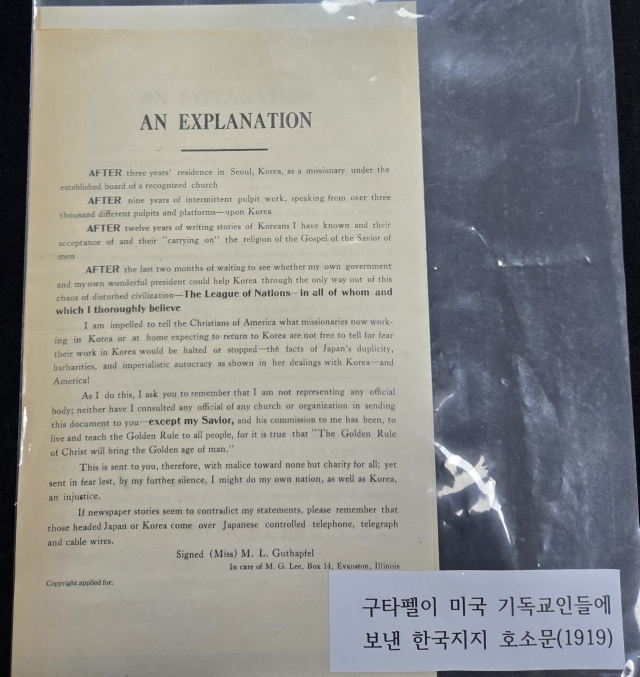 AN EXPLANATION
AFTER three years' residence in Seoul, Korea, as a missionary under the
established board of a recognized church
AFTER nine years of intermittent pulpit work, speaking from over three
thousand different pulpits and platforms—upon Korea
AFTER twelve years of writing stories of Koreans I have known and their
acceptance of and their "carrying on" the religion of the Gospel of the Savior of
men
AFTER the last two months of waiting to see whether my own government
and my own wonderful president could help Korea through the only way out of this
chaos of disturbed civilization—The League of Nations—in all of whom and
which I thoroughly believe
I am impelled to tell the Christians of America what missionaries now work-
ing in Korea or at home expecting to return to Korea are not free to tell for fear
their work in Korea would be halted or stopped—the facts of Japan's duplicity,
barbarities, and imperialistic autocracy as shown in her dealings with Korea—and
America!
As I do this, I ask you to remember that I am not representing any official
body; neither have I consulted any official of any church or organization in sending
this document to you—except my Savior, and his commission to me has been, to
live and teach the Golden Rule to all people, for it is true that "The Golden Rule
of Christ will bring the Golden age of man."
This is sent to you, therefore, with malice toward none but charity for all; yet
sent in fear lest, by my further silence, I might do my own nation, as well as Korea,
an injustice.
If newspaper stories seem to contradict my statements, please remember that
those headed Japan or Korea come over Japanese controlled telephone, telegraph
and cable wires.
Signed (Miss) M. L. Guthapfel
In care of M. G. Lee, Box 14, Evanston, Illinois
Copyright applied for.
구타펠이 미국 기독교인들에
보낸 한국지지 호소문(1919)